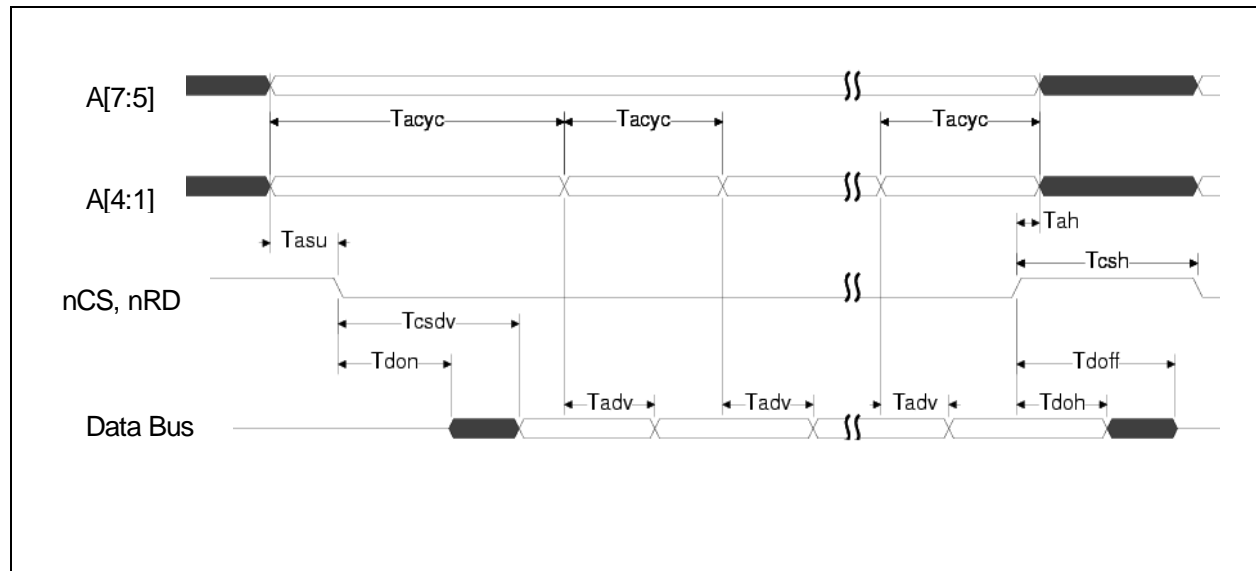 A[7:5]
Tacyc Tacyc Tacyc
A[4:1]
Tah
Tasu
Tcsh
nCS, nRD
Tcsdv
Tdon Tdoff
Tadv Tadv Tadv Tdoh
Data Bus